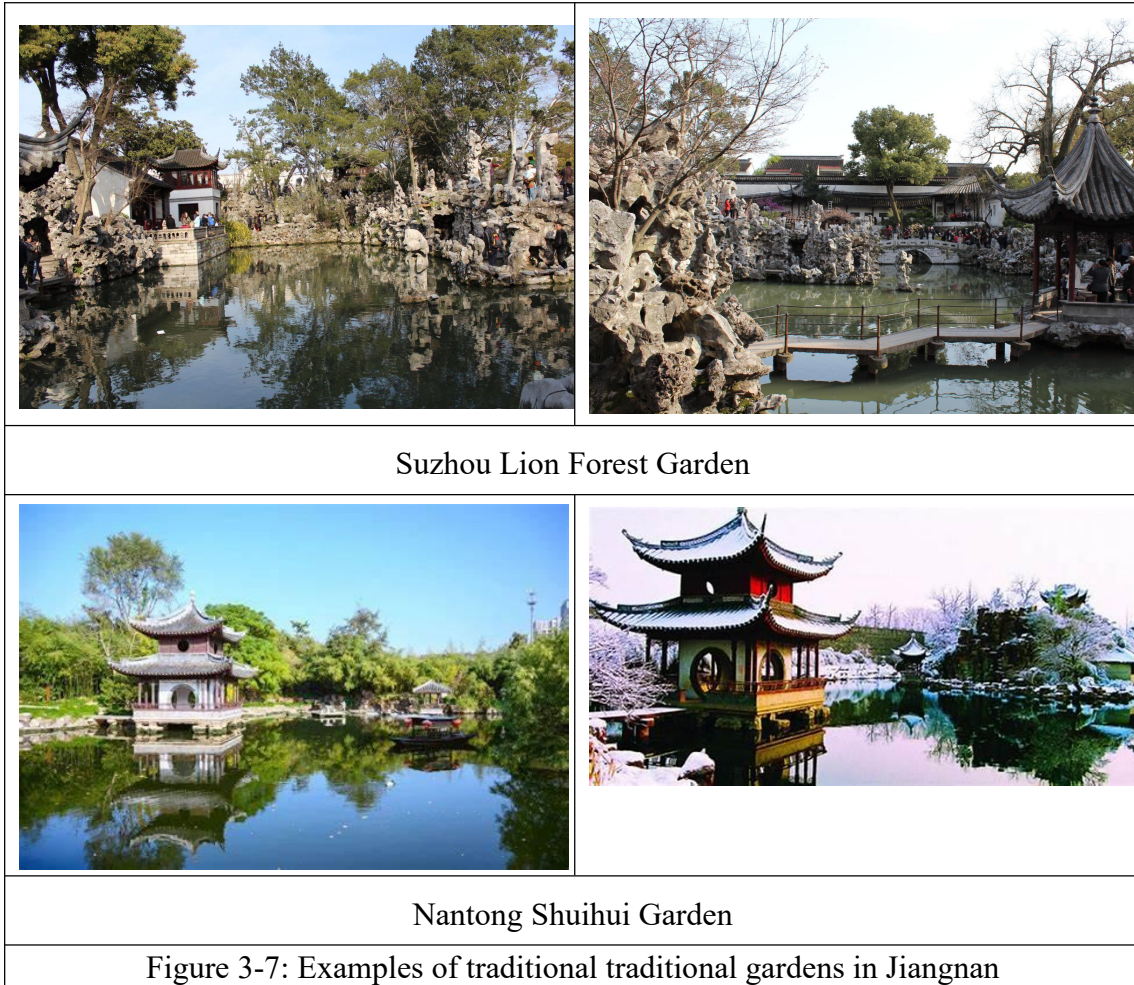 Suzhou Lion Forest Garden
Nantong Shuihui Garden
Figure 3-7: Examples of traditional traditional gardens in Jiangnan